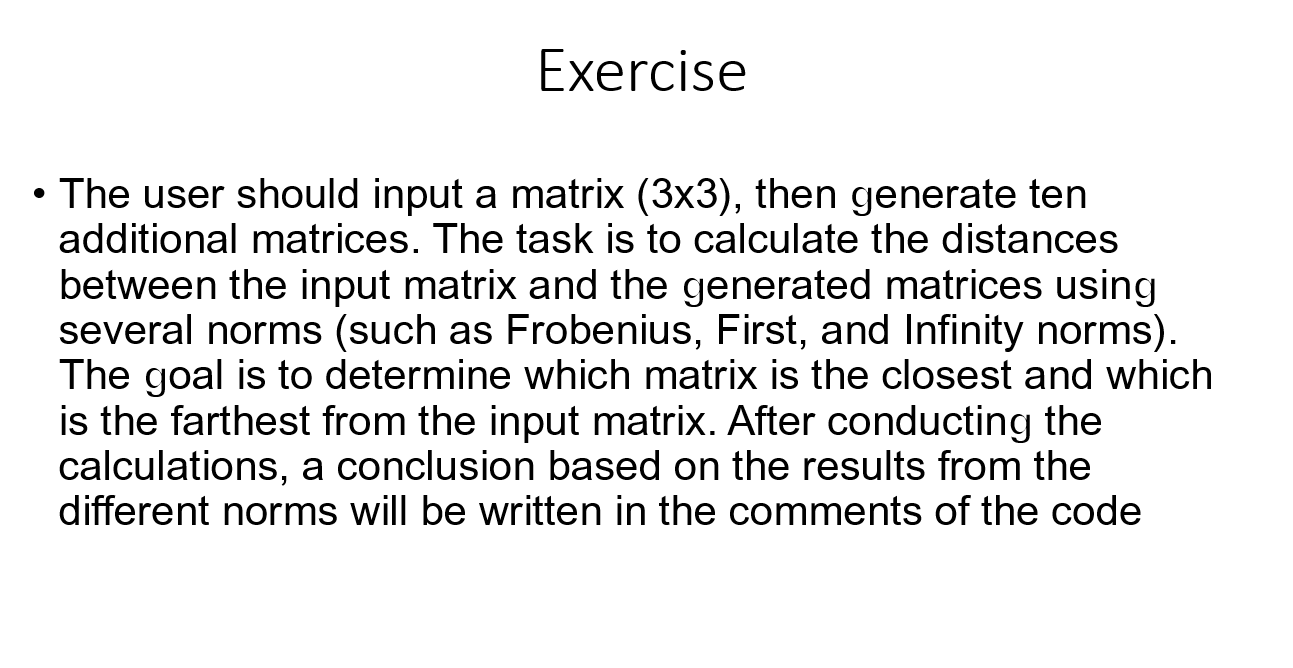 Exercise
• The user should input a matrix (3x3), then generate ten
additional matrices. The task is to calculate the distances
between the input matrix and the generated matrices using
several norms (such as Frobenius, First, and Infinity norms).
The goal is to determine which matrix is the closest and which
is the farthest from the input matrix. After conducting the
calculations, a conclusion based on the results from the
different norms will be written in the comments of the code